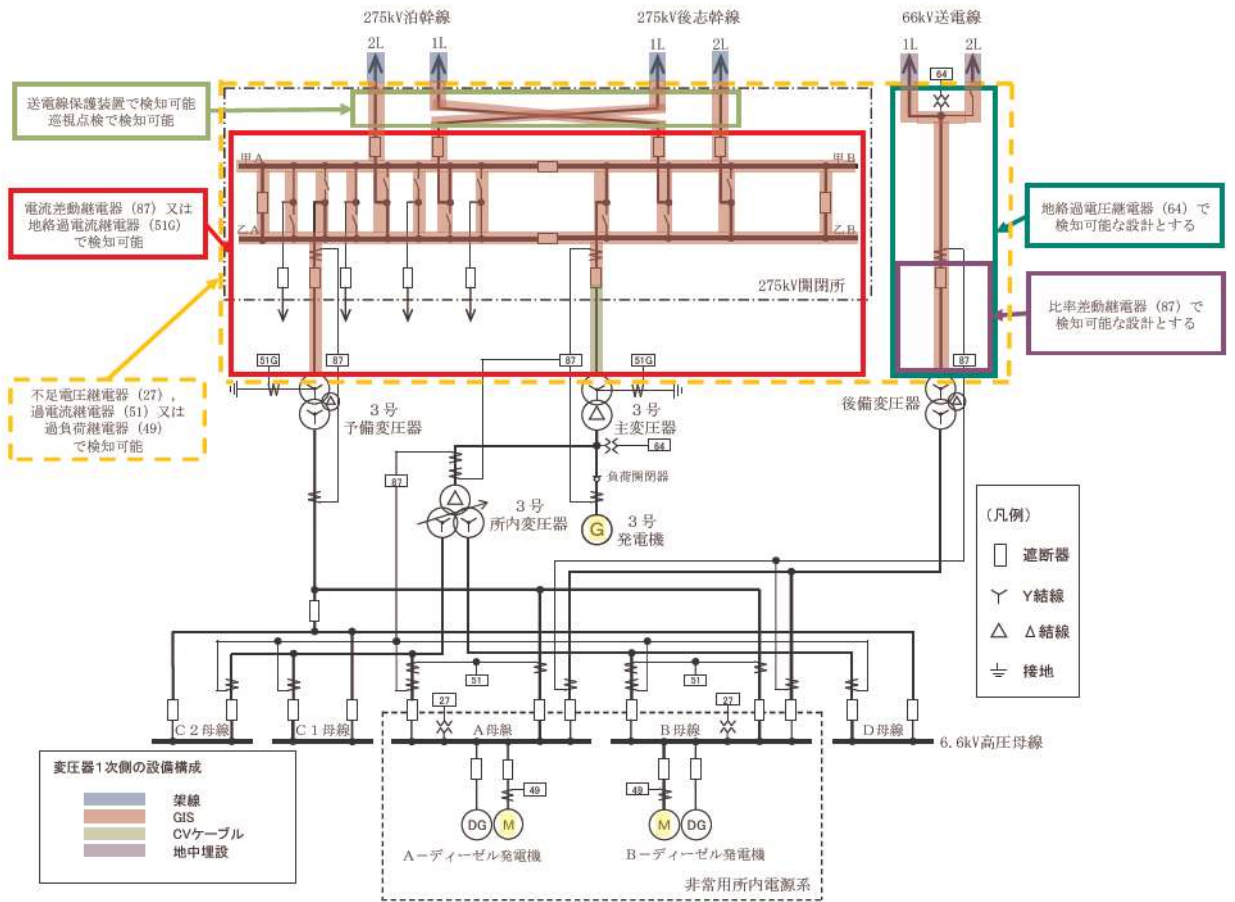 275kV泊幹線
275kV後志幹線
66kV送電線
2L
1L
1L
2L
1L
2L
64
送電線保護装置で検知可能
巡視点検で検知可能
甲A
甲B
電流差動継電器（87）又は
地絡過電流継電器（51G）
で検知可能
地絡過電圧継電器（64）で
検知可能な設計とする
乙A
乙B
275kV開閉所
比率差動継電器（87）で
検知可能な設計とする
51G
87
87
51G
87
不足電圧継電器（27），
過電流継電器（51）又は
過負荷継電器（49）
で検知可能
3号
予備変圧器
3号
主変圧器
後備変圧器
64
87
負荷開閉器
3号
所内変圧器
G
3号
発電機
（凡例）
遮断器
Y結線
Δ結線
接地
51
51
27
27
C2母線
C1母線
A母線
B母線
D母線
6.6kV高圧母線
変圧器1次側の設備構成
架線
GIS
CVケーブル
地中埋設
49
49
DG
M
M
DG
A－ディーゼル発電機
B－ディーゼル発電機
非常用所内電源系